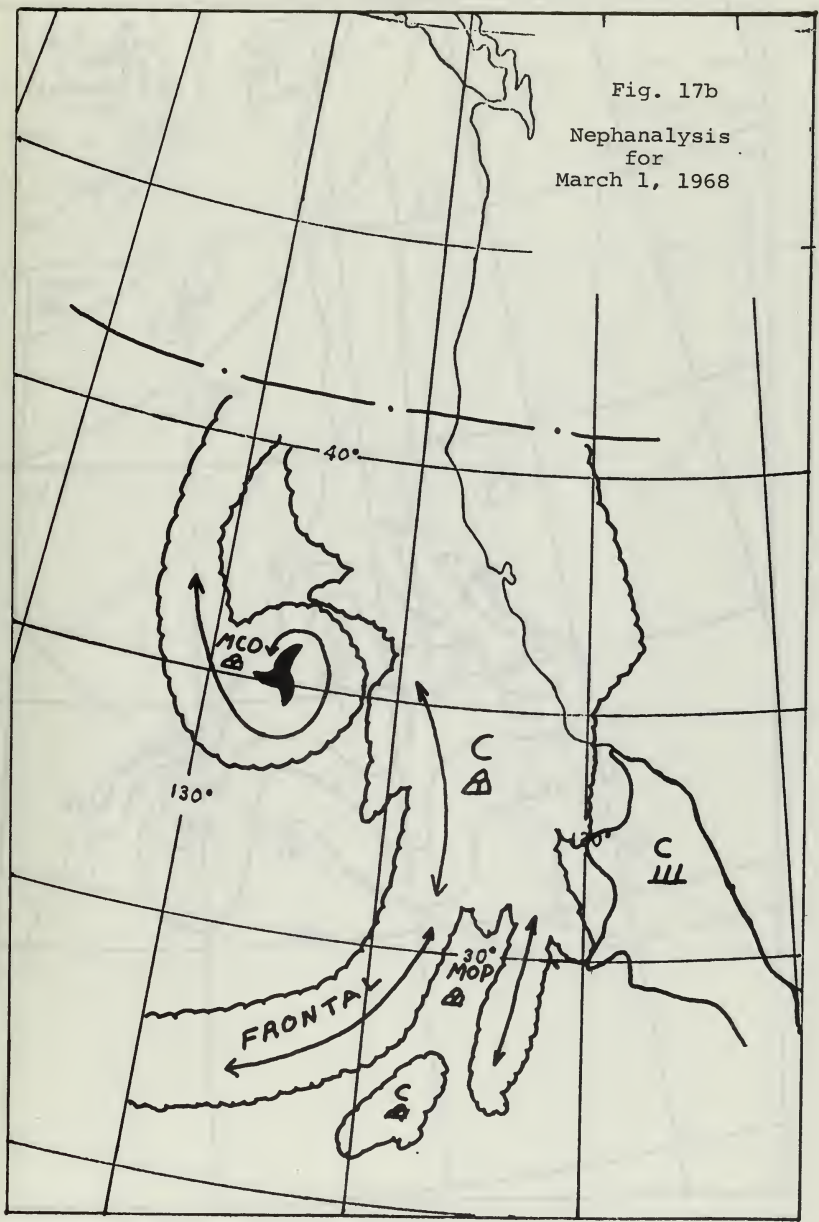 Fig. 17b
Nephanalysis
for
March 1, 1968
40°
MCO
C
130°
C
30°
MOP
FRONTAL
C